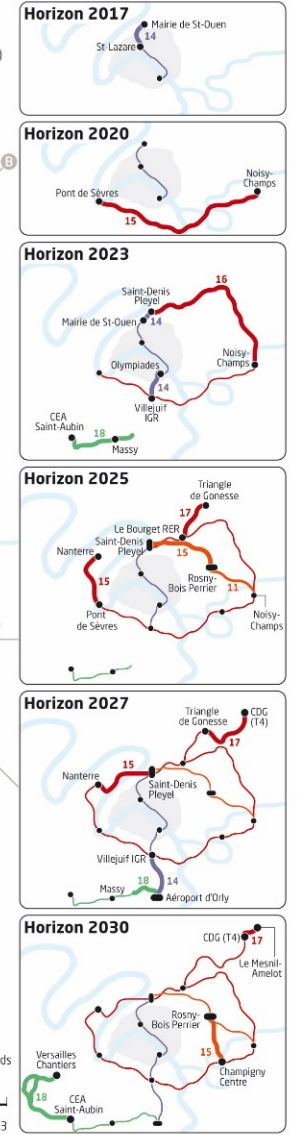 Horizon 2017
Mairie de St-Ouen
14
St-Lazare
Horizon 2020
B
Noisy-
Champs
Pont de Sèvres
15
Horizon 2023
16
Saint-Denis
Pleyel
14
Mairie de St-Ouen
Olympiades
Noisy-
Champs
14
Villejuif
IGR
CEA
Saint-Aubin
18
Massy
Horizon 2025
Triangle
de Gonesse
17
Le Bourget RER
Saint-Denis
Pleyel
15
Nanterre
15
Rosny-
Bois Perrier
11
Pont
de Sèvres
Noisy-
Champs
Horizon 2027
Triangle
de Gonesse
CDG
(T4)
17
15
Nanterre
Saint-Denis
Pleyel
Villejuif IGR
14
18
Massy
Aéroport d'Orly
Horizon 2030
CDG (T4)
17
Le Mesnil-
Amelot
Rosny-
Bois Perrier
15
Champigny
Centre
Versailles
Chantiers
18
CEA
Saint-Aubin
ds
3